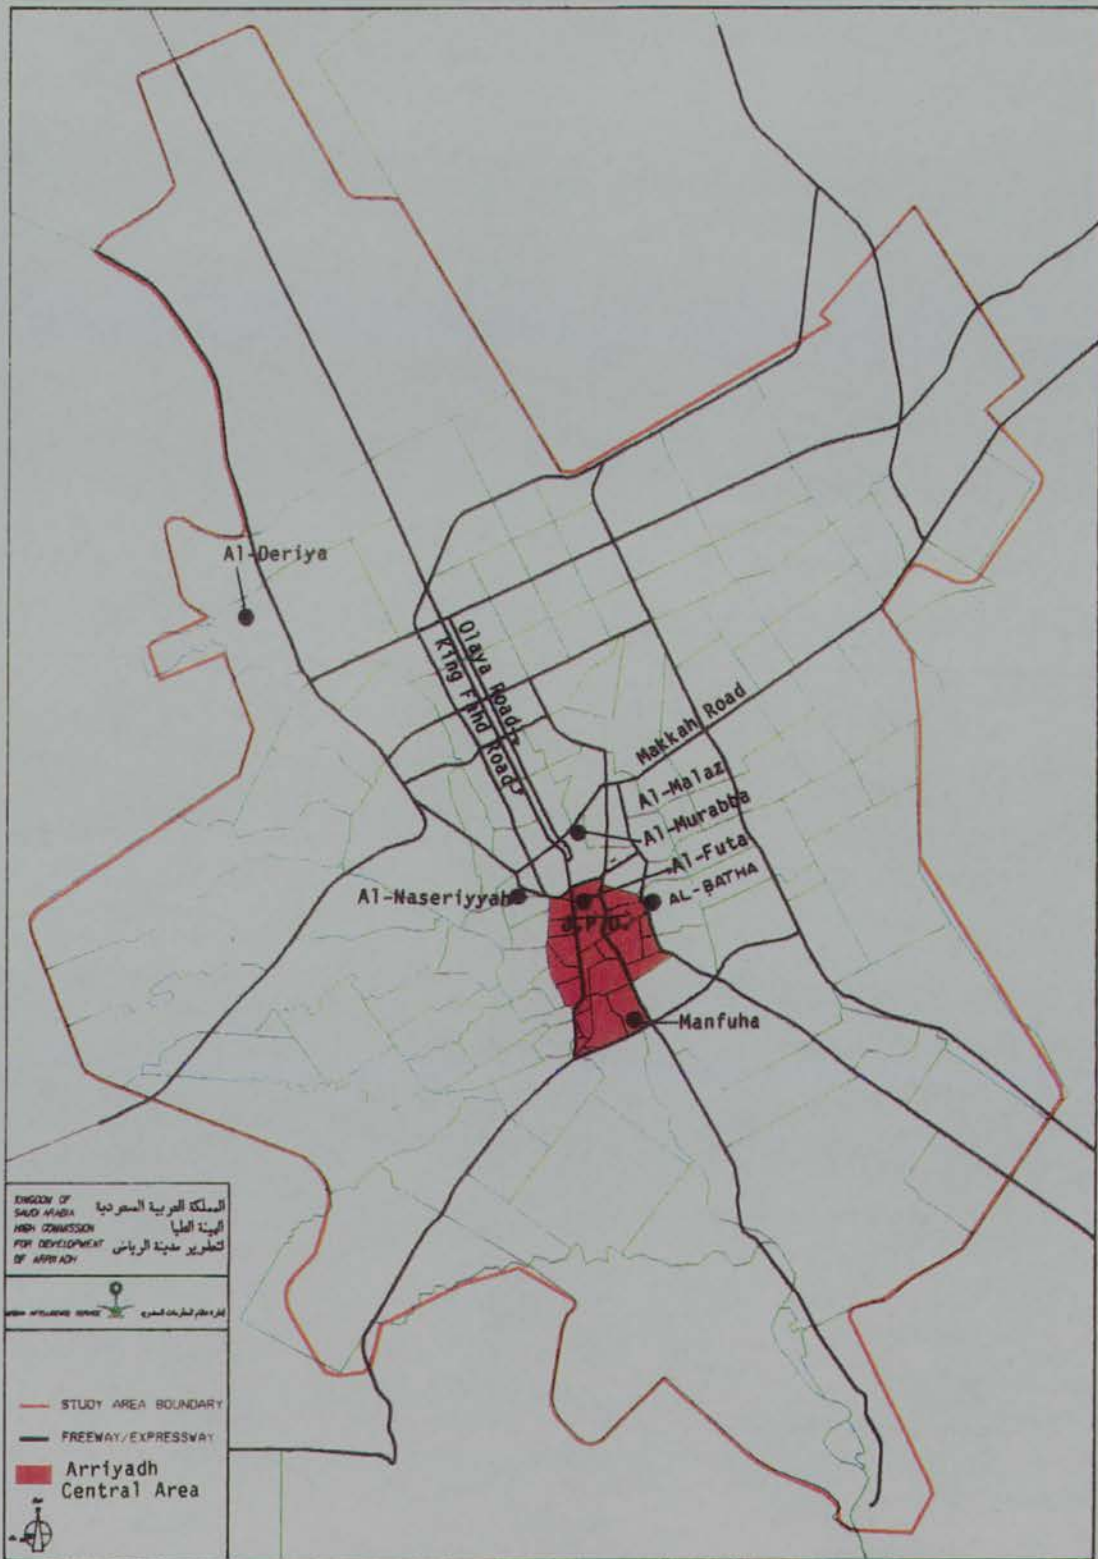 Al-Deriya
Olaya Road
King Fahd Road
Makkah Road
Al-Malaz
Al-Murabba
Al-Futa
AL-BATHA
Al-Naseriyyah
Manfuha
KINGDOM OF
SAUDI ARABIA
HIGH COMMISSION
FOR DEVELOPMENT
OF ARRIYADH
المملكة العربية السعودية
الهيئة العليا
لتطوير مدينة الرياض
STUDY AREA BOUNDARY
FREEWAY/EXPRESSWAY
Arriyadh
Central Area